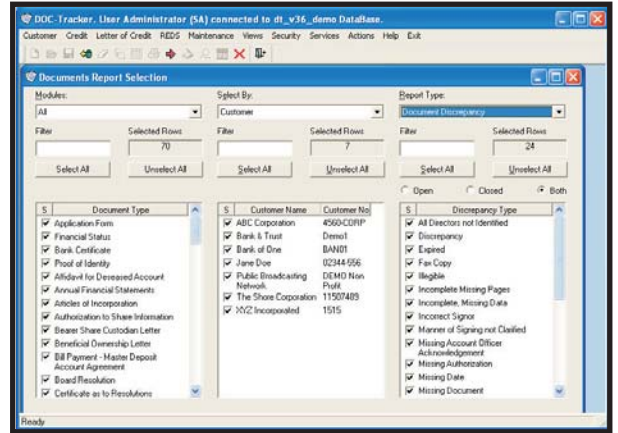 DOC-Tracker. User Administrator (SA) connected to dt_v36_demo DataBase.
Customer Credit Letter of Credit REDS Maintenance Views Security Services Actions Help Exit
Documents Report Selection
Modules: Select By: Report Type:
All Customer Document Discrepancy
Filter Selected Rows Filter Selected Rows Filter Selected Rows
70 7 24
Select All Unselect All Select All Unselect All Select All Unselect All
Open Closed Both
S Document Type S Customer Name Customer No S Discrepancy Type
Application Form ABC Corporation 4560-CORP All Directors not Identified
Financial Status Bank & Trust Demo1 Discrepancy
Bank Certificate Bank of One BAN01 Expired
Proof of Identity Jane Doe 02344-556 Fax Copy
Affidavit for Deseased Account Public Broadcasting Network DEMO Non Profit Illegible
Annual Financial Statements The Shore Corporation 11507489 Incomplete Missing Pages
Articles of Incorporation XYZ Incorporated 1515 Incomplete, Missing Data
Authorization to Share Information Incorrect Signor
Bearer Share Custodian Letter Manner of Signing not Clarified
Beneficial Ownership Letter Missing Account Officer Acknowledgement
Bill Payment - Master Deposit Account Agreement Missing Authorization
Board Resolution Missing Date
Certificate as to Resolutions Missing Document
Ready